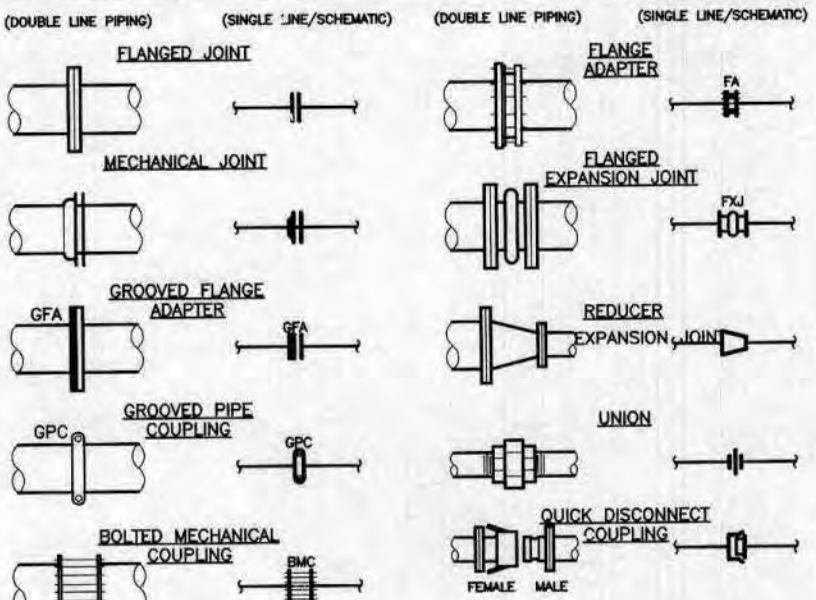 (DOUBLE LINE PIPING)
(SINGLE LINE/SCHEMATIC)
FLANGED JOINT
MECHANICAL JOINT
GROOVED FLANGE
ADAPTER
GFA
GFA
GROOVED PIPE
COUPLING
GPC
GPC
BOLTED MECHANICAL
COUPLING
BMC
(DOUBLE LINE PIPING)
(SINGLE LINE/SCHEMATIC)
FLANGE
ADAPTER
FA
FLANGED
EXPANSION JOINT
FXJ
REDUCER
EXPANSION JOINT
UNION
QUICK DISCONNECT
COUPLING
FEMALE
MALE